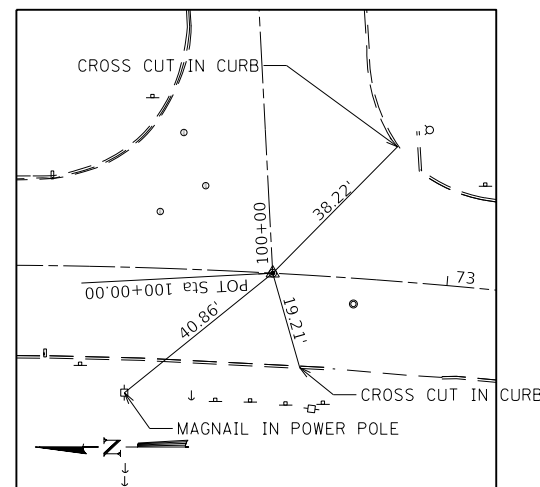 CROSS CUT IN CURB
38.22'
100+00
POT Sta 100+00.00
73
40.86'
19.21'
CROSS CUT IN CURB
MAGNAIL IN POWER POLE
N